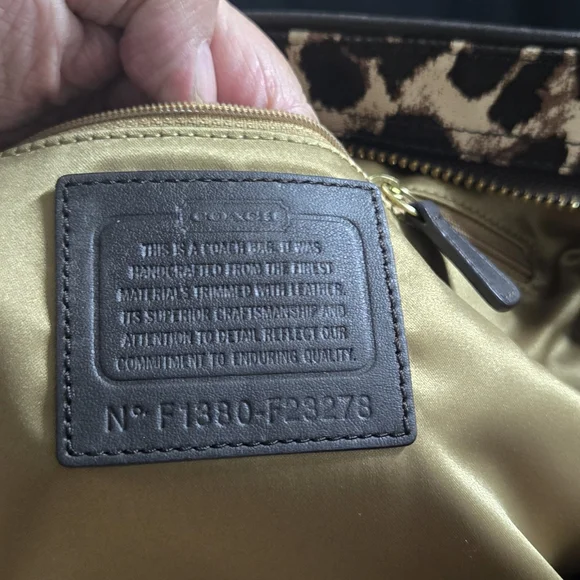 COACH
THIS IS A COACH BAG. IT WAS
HANDCRAFTED FROM THE FINEST
MATERIALS TRIMMED WITH LEATHER.
ITS SUPERIOR CRAFTSMANSHIP AND
ATTENTION TO DETAIL REFLECT OUR
COMMITMENT TO ENDURING QUALITY.
Nº F1380-F23278